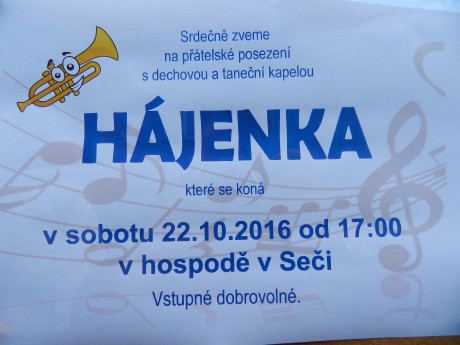 Srdečně zveme
na přátelské posezení
s dechovou a taneční kapelou
HÁJENKA
které se koná
v sobotu 22.10.2016 od 17:00
v hospodě v Seči
Vstupné dobrovolné.